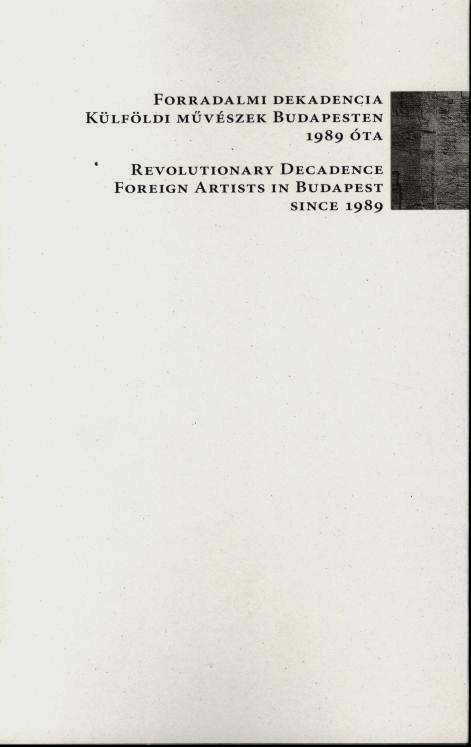 Forradalmi dekadencia
Külföldi művészek Budapesten
1989 óta
Revolutionary Decadence
Foreign Artists in Budapest
since 1989